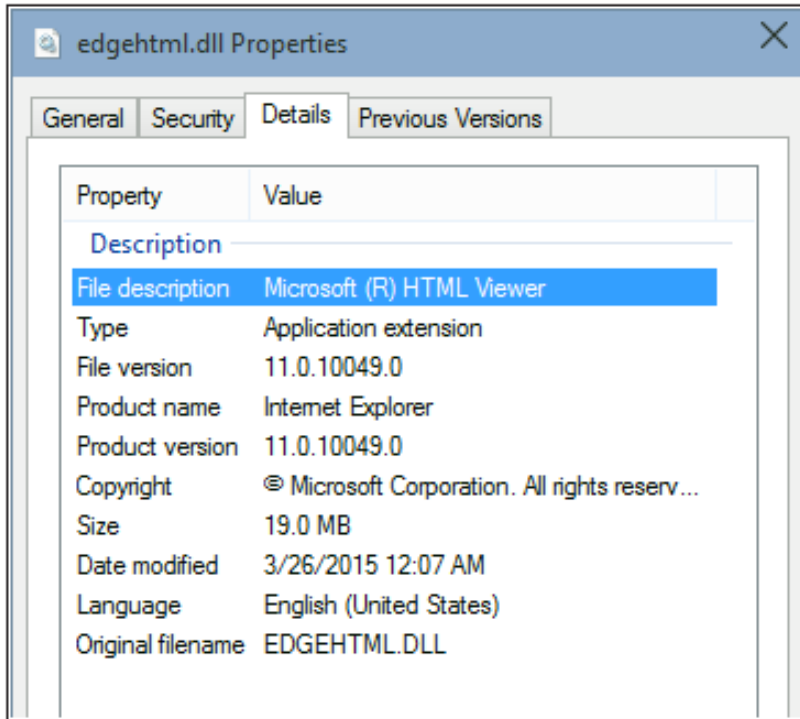 edgehtml.dll Properties
General Security Details Previous Versions
Property Value
Description
File description Microsoft (R) HTML Viewer
Type Application extension
File version 11.0.10049.0
Product name Internet Explorer
Product version 11.0.10049.0
Copyright © Microsoft Corporation. All rights reserv...
Size 19.0 MB
Date modified 3/26/2015 12:07 AM
Language English (United States)
Original filename EDGEHTML.DLL